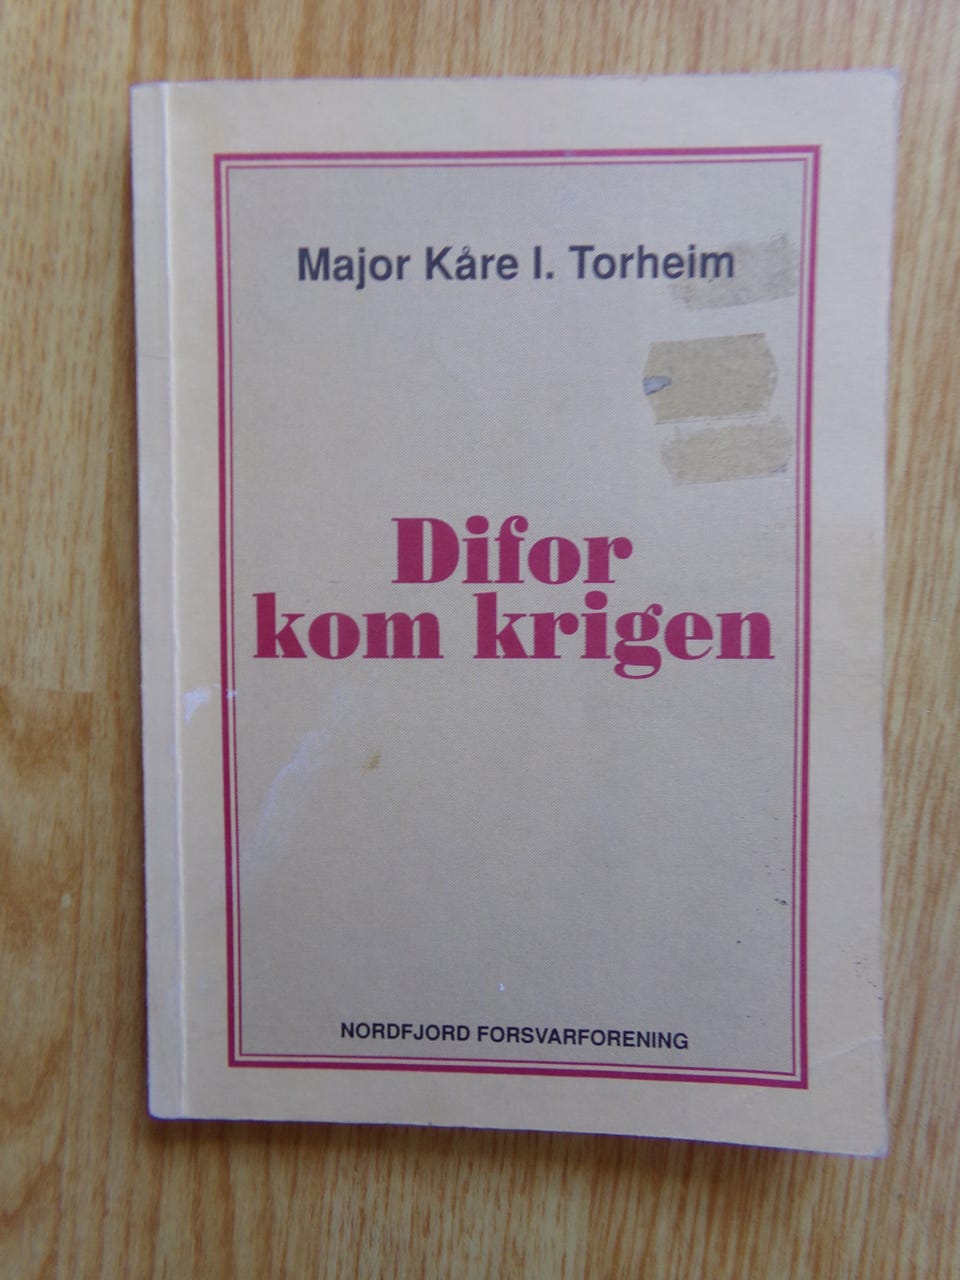 Major Kåre I. Torheim
Difor
kom krigen
NORDFJORD FORSVARFORENING